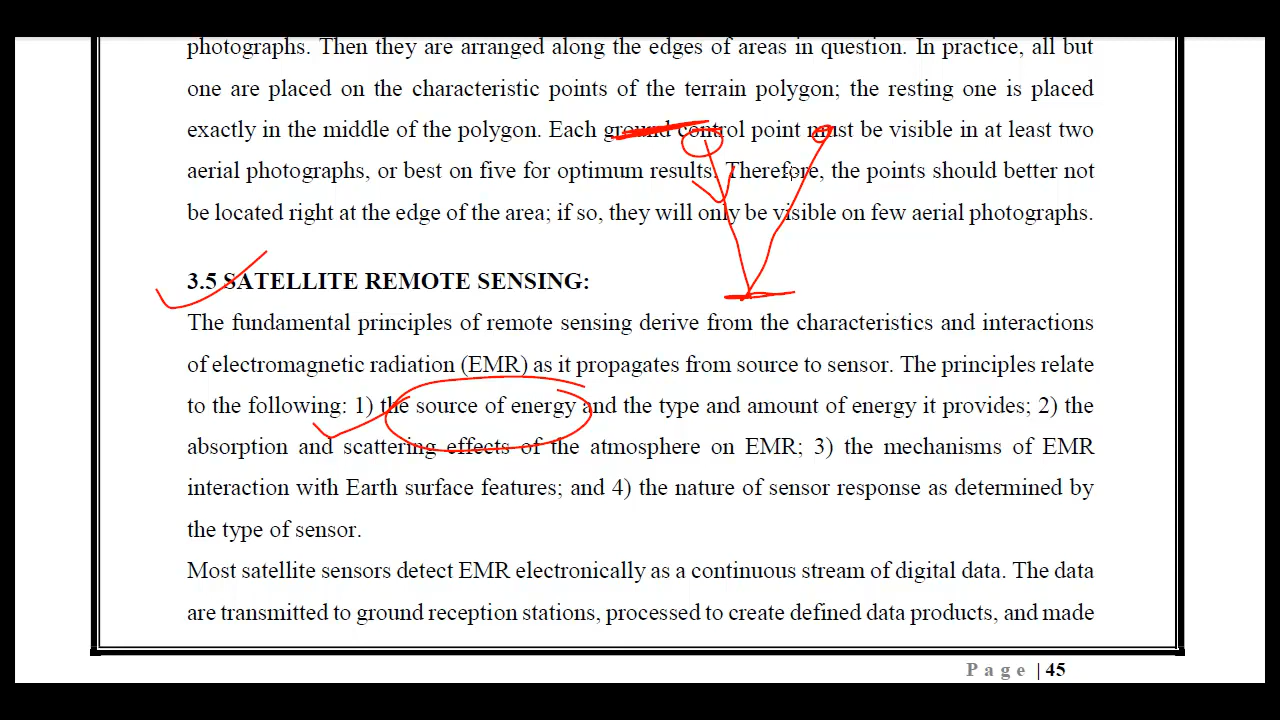 photographs. Then they are arranged along the edges of areas in question. In practice, all but
one are placed on the characteristic points of the terrain polygon; the resting one is placed
exactly in the middle of the polygon. Each ground control point must be visible in at least two
aerial photographs, or best on five for optimum results. Therefore, the points should better not
be located right at the edge of the area; if so, they will only be visible on few aerial photographs.
3.5 SATELLITE REMOTE SENSING:
The fundamental principles of remote sensing derive from the characteristics and interactions
of electromagnetic radiation (EMR) as it propagates from source to sensor. The principles relate
to the following: 1) the source of energy and the type and amount of energy it provides; 2) the
absorption and scattering effects of the atmosphere on EMR; 3) the mechanisms of EMR
interaction with Earth surface features; and 4) the nature of sensor response as determined by
the type of sensor.
Most satellite sensors detect EMR electronically as a continuous stream of digital data. The data
are transmitted to ground reception stations, processed to create defined data products, and made
Page | 45